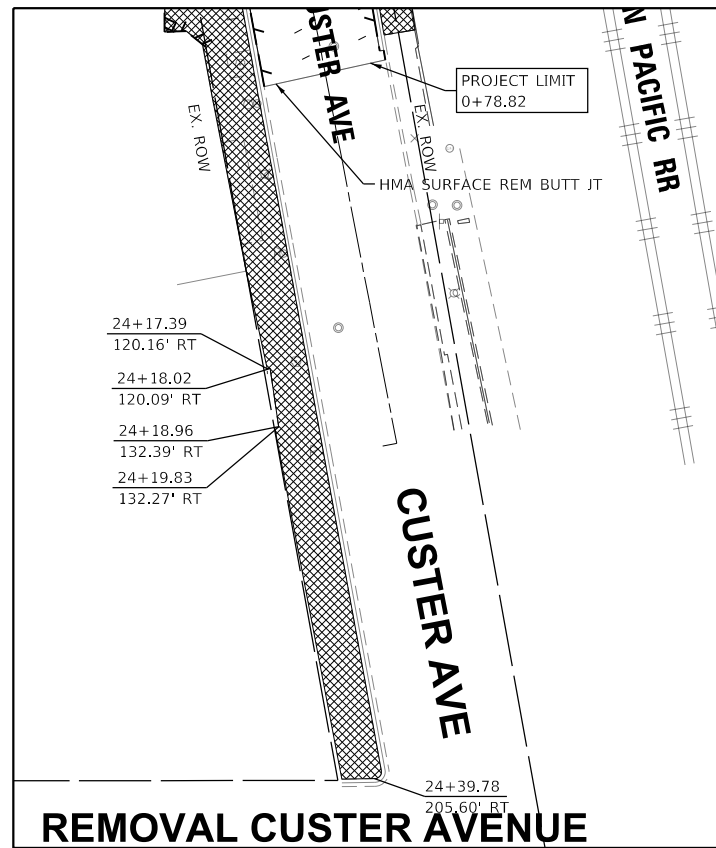 USTER AVE
N PACIFIC RR
PROJECT LIMIT
0+78.82
EX. ROW
EX. ROW
HMA SURFACE REM BUTT JT
24+17.39
120.16' RT
24+18.02
120.09' RT
24+18.96
132.39' RT
24+19.83
132.27' RT
CUSTER AVE
24+39.78
205.60' RT
REMOVAL CUSTER AVENUE